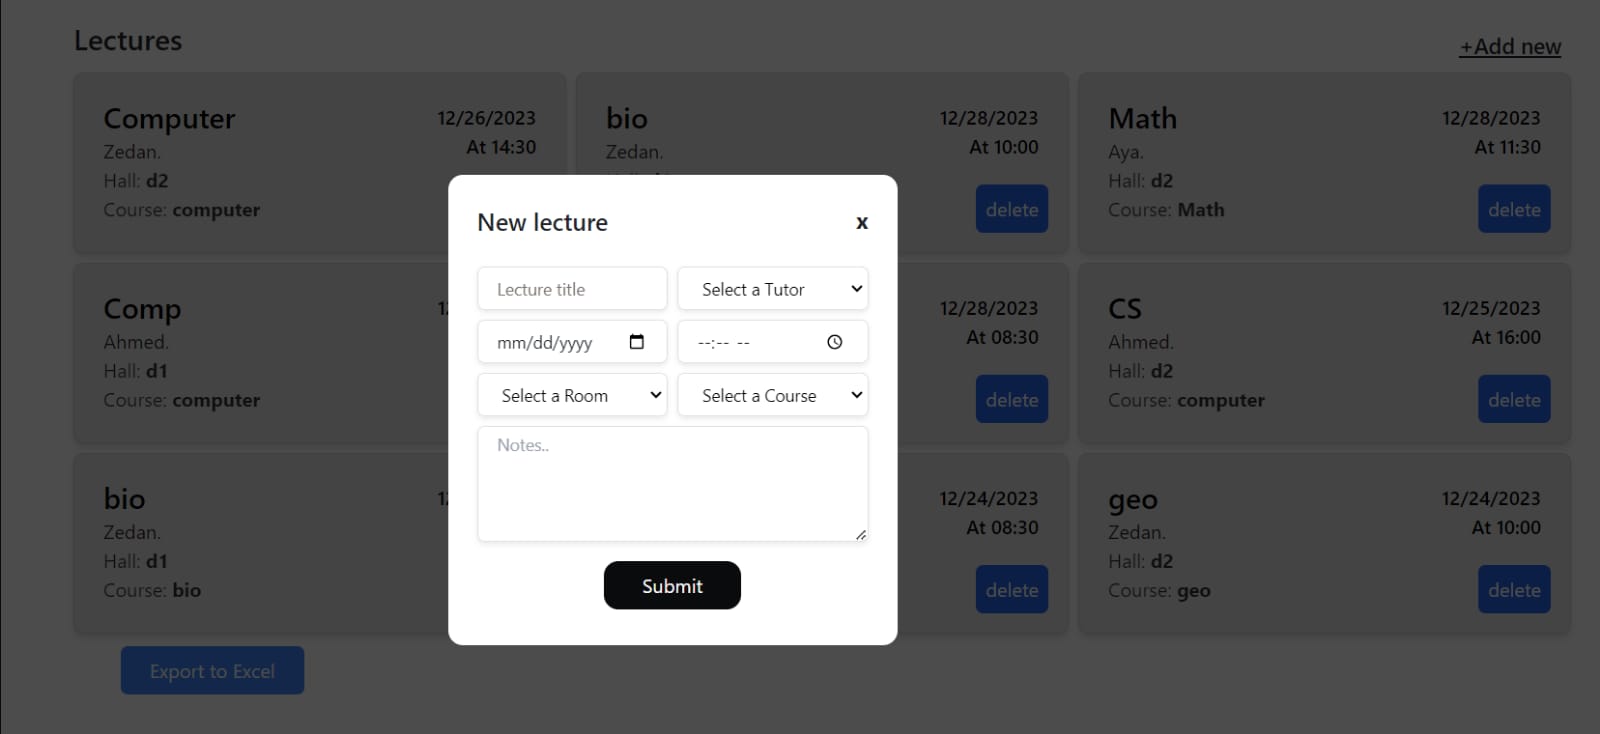 Lectures
+Add new
Computer
12/26/2023
Zedan.
At 14:30
Hall: d2
Course: computer
bio
12/28/2023
Zedan.
At 10:00
delete
Math
12/28/2023
Aya.
At 11:30
Hall: d2
Course: Math
delete
Comp
Ahmed.
Hall: d1
Course: computer
12/28/2023
At 08:30
delete
CS
12/25/2023
Ahmed.
At 16:00
Hall: d2
Course: computer
delete
bio
Zedan.
Hall: d1
Course: bio
12/24/2023
At 08:30
delete
geo
12/24/2023
Zedan.
At 10:00
Hall: d2
Course: geo
delete
Export to Excel
New lecture
x
Lecture title
Select a Tutor
mm/dd/yyyy
--:-- --
Select a Room
Select a Course
Notes..
Submit